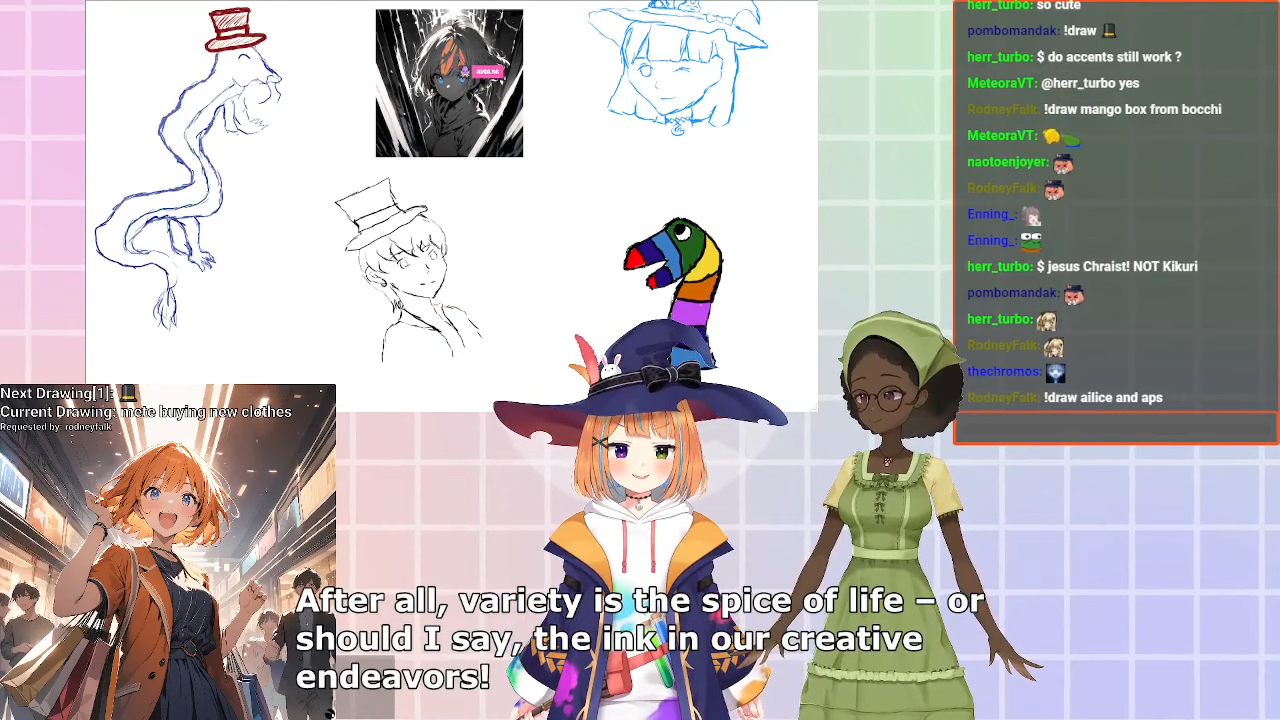 herr_turbo: so cute
pombomandak: !draw
herr_turbo: $ do accents still work ?
MeteoraVT: @herr_turbo yes
RodneyFalk: !draw mango box from bocchi
MeteoraVT:
naotoenjoyer:
RodneyFalk:
Enning_:
Enning_:
herr_turbo: $ jesus Chraist! NOT Kikuri
pombomandak:
herr_turbo:
RodneyFalk:
thechromos:
RodneyFalk: !draw ailice and aps
AWASe
Next Drawing[1]:
Current Drawing: mete buying new clothes
Requested by: rodneyfalk
After all, variety is the spice of life – or
should I say, the ink in our creative
endeavors!